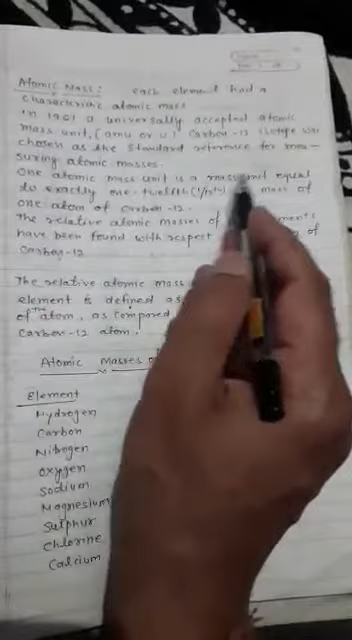 Atomic Mass: each element had a
characteristic atomic mass
in 1961 a universally accepted atomic
mass unit, (amu or u) Carbon-12 isotope was
chosen as the standard reference for mea-
suring atomic masses.
One atomic mass unit is a mass unit equal
to exactly one-twelfth (1/12th) mass of
one atom of carbon-12.
The relative atomic masses of
have been found with respect of
Carbon-12
The relative atomic mass
element is defined as
of the atom, as compared
Carbon-12 atom.
Atomic Masses
Element
Hydrogen
Carbon
Nitrogen
Oxygen
Sodium
Magnesium
Sulphur
Chlorine
Calcium